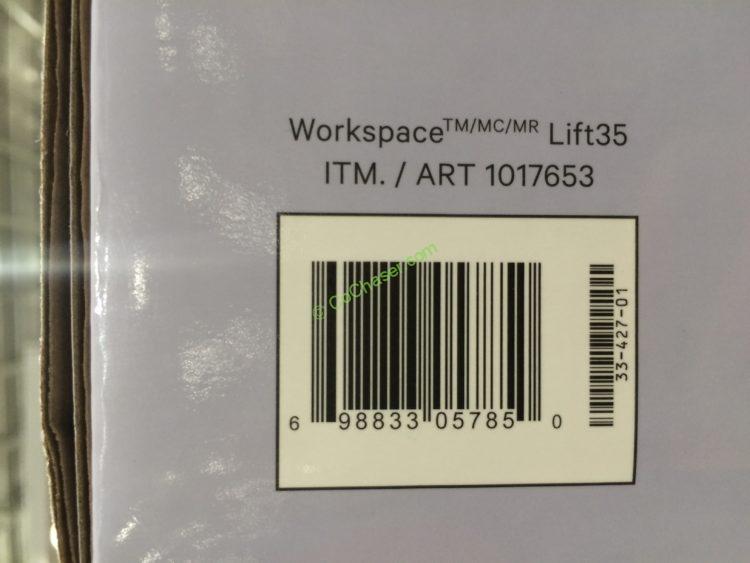 Workspace™/MC/MR Lift35
ITM. / ART 1017653
© CoChaser.com
6 98833 05785 0
33-427-01